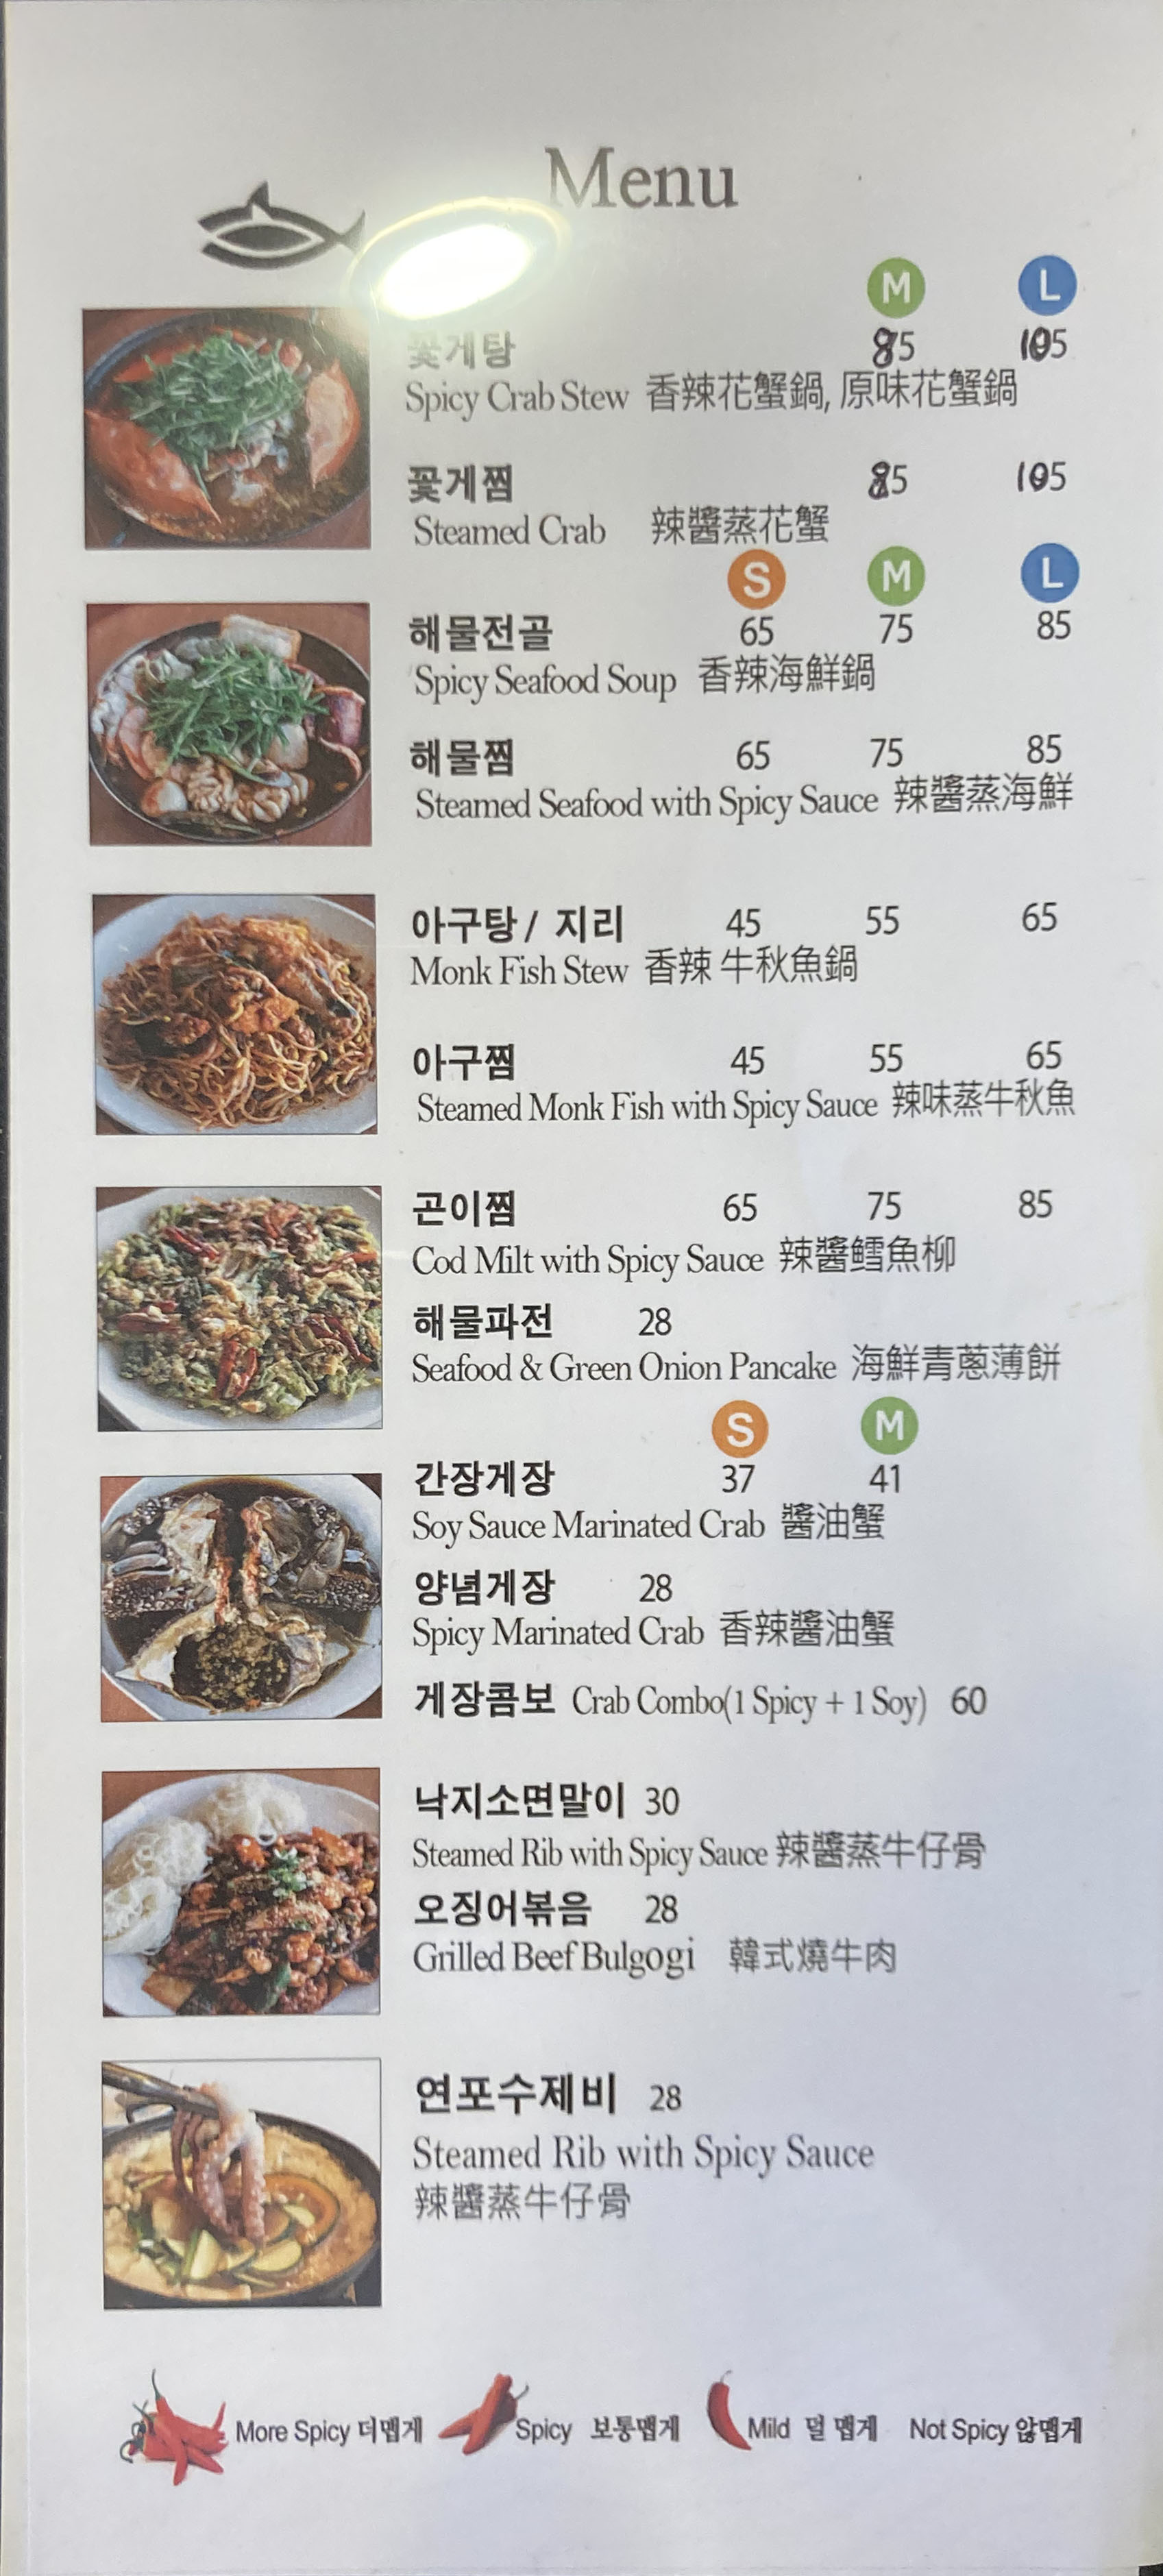 Menu
M L
꽃게탕 85 105
Spicy Crab Stew 香辣花蟹鍋, 原味花蟹鍋
꽃게찜 85 105
Steamed Crab 辣醬蒸花蟹
S M L
해물전골 65 75 85
Spicy Seafood Soup 香辣海鮮鍋
해물찜 65 75 85
Steamed Seafood with Spicy Sauce 辣醬蒸海鮮
아구탕 / 지리 45 55 65
Monk Fish Stew 香辣 牛秋魚鍋
아구찜 45 55 65
Steamed Monk Fish with Spicy Sauce 辣味蒸牛秋魚
곤이찜 65 75 85
Cod Milt with Spicy Sauce 辣醬鱈魚柳
해물파전 28
Seafood & Green Onion Pancake 海鮮青蔥薄餅
S M
간장게장 37 41
Soy Sauce Marinated Crab 醬油蟹
양념게장 28
Spicy Marinated Crab 香辣醬油蟹
게장콤보 Crab Combo(1 Spicy + 1 Soy) 60
낙지소면말이 30
Steamed Rib with Spicy Sauce 辣醬蒸牛仔骨
오징어볶음 28
Grilled Beef Bulgogi 韓式燒牛肉
연포수제비 28
Steamed Rib with Spicy Sauce
辣醬蒸牛仔骨
More Spicy 더맵게 Spicy 보통맵게 Mild 덜 맵게 Not Spicy 않맵게